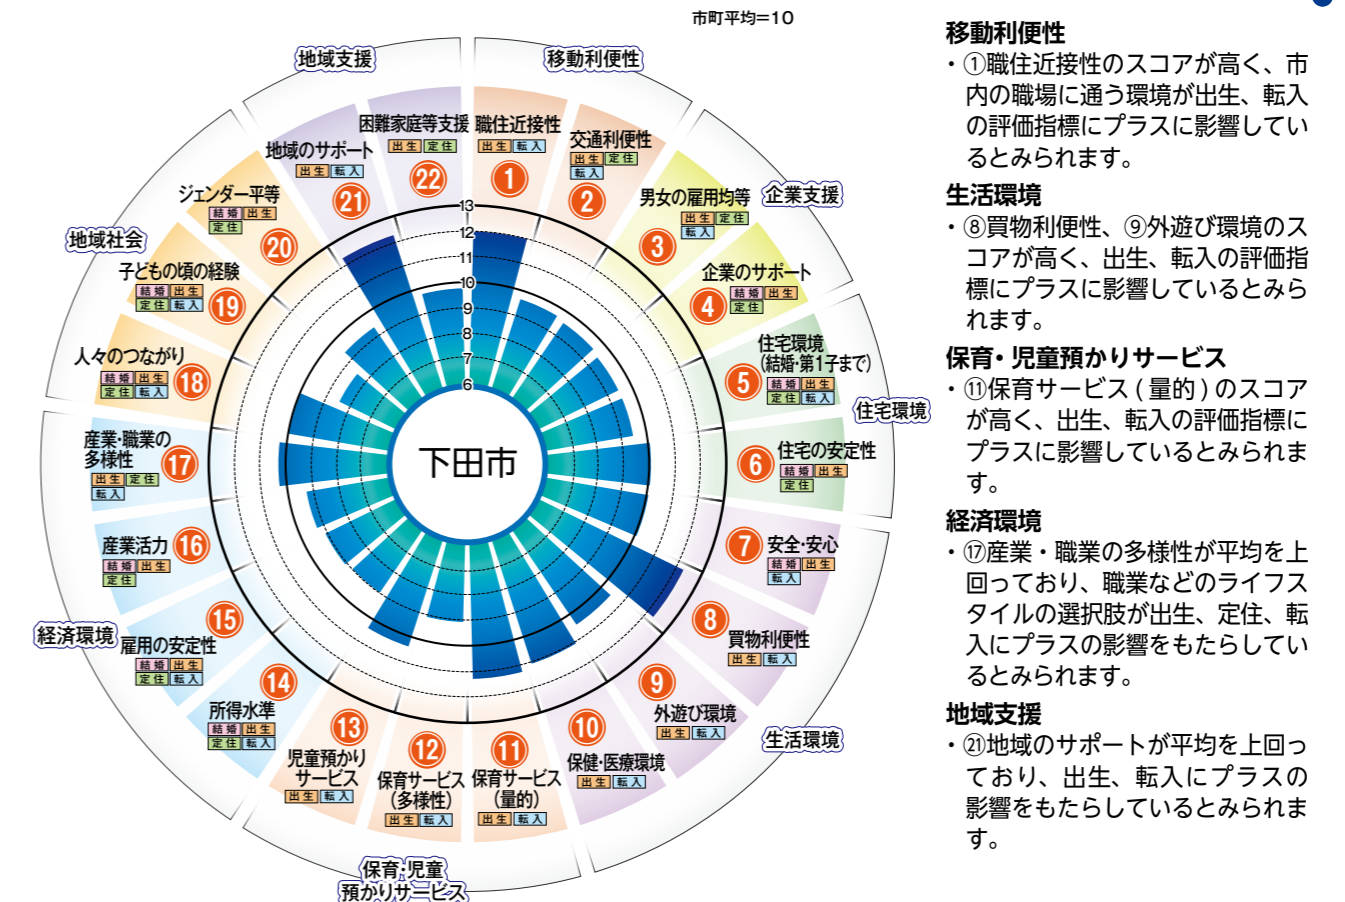 市町平均＝10
地域支援
移動利便性
企業支援
住宅環境
生活環境
保育・児童
預かりサービス
経済環境
地域社会
職住近接性
出生 転入
1
交通利便性
出生 定住
転入
2
男女の雇用均等
出生 定住
転入
3
企業のサポート
結婚 出生
定住
4
住宅環境
（結婚・第1子まで）
結婚 出生
定住 転入
5
住宅の安定性
結婚 出生
定住
6
安全・安心
結婚 出生
転入
7
買物利便性
出生 転入
8
外遊び環境
出生 転入
9
保健・医療環境
出生 転入
10
保育サービス
（量的）
出生 転入
11
保育サービス
（多様性）
出生 転入
12
児童預かり
サービス
出生 転入
13
所得水準
結婚 出生
定住 転入
14
雇用の安定性
結婚 出生
定住 転入
15
産業活力
結婚 出生
定住
16
産業・職業の
多様性
出生 定住
転入
17
人々のつながり
結婚 出生
定住 転入
18
子どもの頃の経験
結婚 出生
定住 転入
19
ジェンダー平等
結婚 出生
定住
20
地域のサポート
出生 転入
21
困難家庭等支援
出生 定住
22
13
12
11
10
9
8
7
6
下田市
移動利便性
・①職住近接性のスコアが高く、市
内の職場に通う環境が出生、転入
の評価指標にプラスに影響してい
るとみられます。
生活環境
・⑧買物利便性、⑨外遊び環境のス
コアが高く、出生、転入の評価指
標にプラスに影響しているとみら
れます。
保育・児童預かりサービス
・⑪保育サービス(量的)のスコア
が高く、出生、転入の評価指標に
プラスに影響しているとみられま
す。
経済環境
・⑰産業・職業の多様性が平均を上
回っており、職業などのライフス
タイルの選択肢が出生、定住、転
入にプラスの影響をもたらしてい
るとみられます。
地域支援
・㉑地域のサポートが平均を上回っ
ており、出生、転入にプラスの
影響をもたらしているとみられま
す。